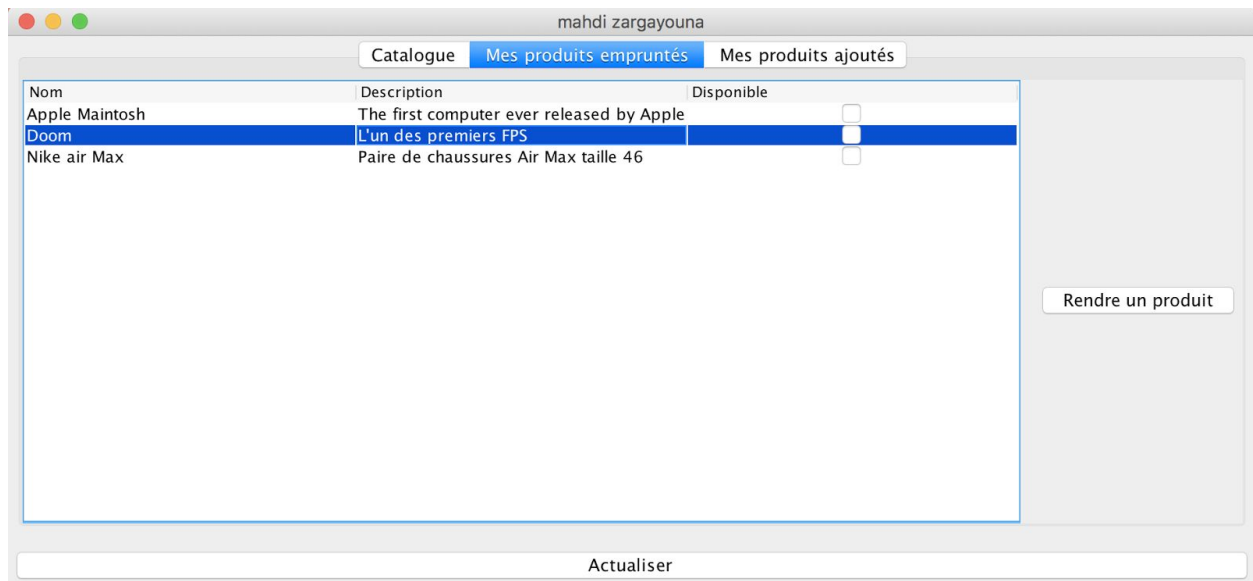 mahdi zargayouna
Catalogue Mes produits empruntés Mes produits ajoutés
Nom Description Disponible
Apple Maintosh The first computer ever released by Apple
Doom L'un des premiers FPS
Nike air Max Paire de chaussures Air Max taille 46
Rendre un produit
Actualiser